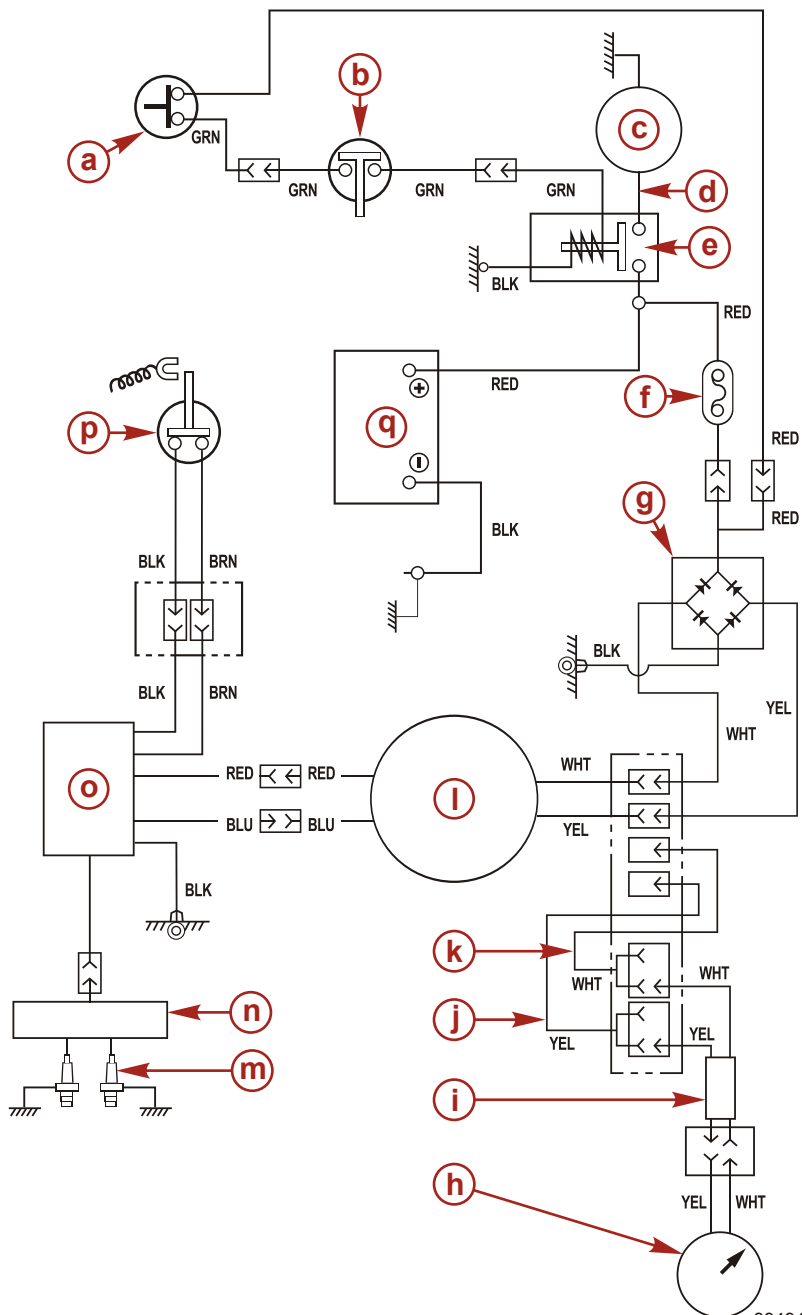 b
c
a
GRN
GRN
GRN
GRN
d
e
BLK
RED
RED
f
p
q
+
−
RED
g
RED
BLK
BLK
BRN
BLK
YEL
BLK
BRN
WHT
WHT
o
RED
RED
l
BLU
BLU
YEL
BLK
k
WHT
WHT
n
j
YEL
YEL
m
i
YEL
WHT
h